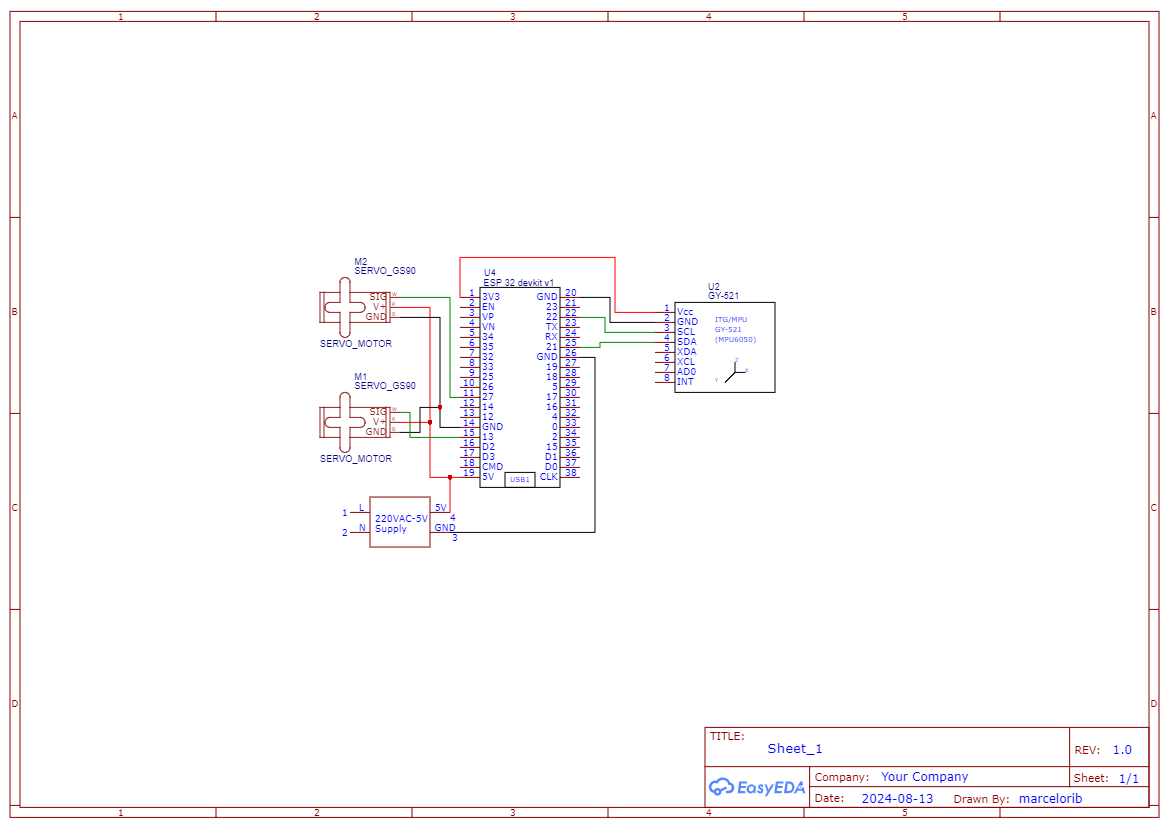 1 2 3 4 5
A A
B B
C C
D D
M2
SERVO_GS90
SIG W
V+ R
GND B
SERVO_MOTOR
M1
SERVO_GS90
SIG W
V+ R
GND B
SERVO_MOTOR
U4
ESP 32 devkit v1
1 3V3 GND 20
2 EN 23 21
3 VP 22 22
4 VN TX 23
5 34 RX 24
6 35 21 25
7 32 GND 26
8 33 19 27
9 25 18 28
10 26 5 29
11 27 17 30
12 14 16 31
13 12 4 32
14 GND 0 33
15 13 2 34
16 D2 15 35
17 D3 D1 36
18 CMD D0 37
19 5V CLK 38
USB1
U2
GY-521
1 Vcc
2 GND
3 SCL
4 SDA
5 XDA
6 XCL
7 AD0
8 INT
ITG/MPU
GY-521
(MPU6050)
Z
X
Y
1 L 5V 4
2 N GND 3
220VAC-5V
Supply
TITLE:
Sheet_1
REV: 1.0
EasyEDA
Company: Your Company
Sheet: 1/1
Date: 2024-08-13 Drawn By: marcelorib
1 2 3 4 5